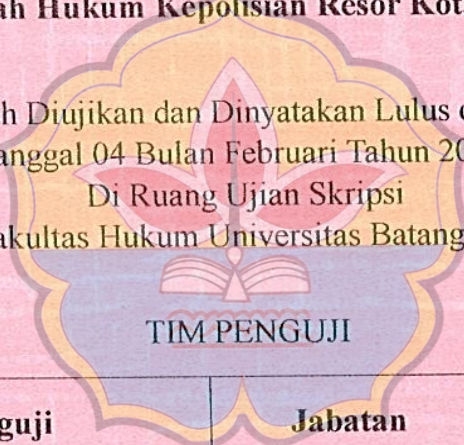 ah Hukum Kepolisian Resor Kota
h Diujikan dan Dinyatakan Lulus
anggal 04 Bulan Februari Tahun 20
Di Ruang Ujian Skripsi
akultas Hukum Universitas Batang
TIM PENGUJI
guji Jabatan